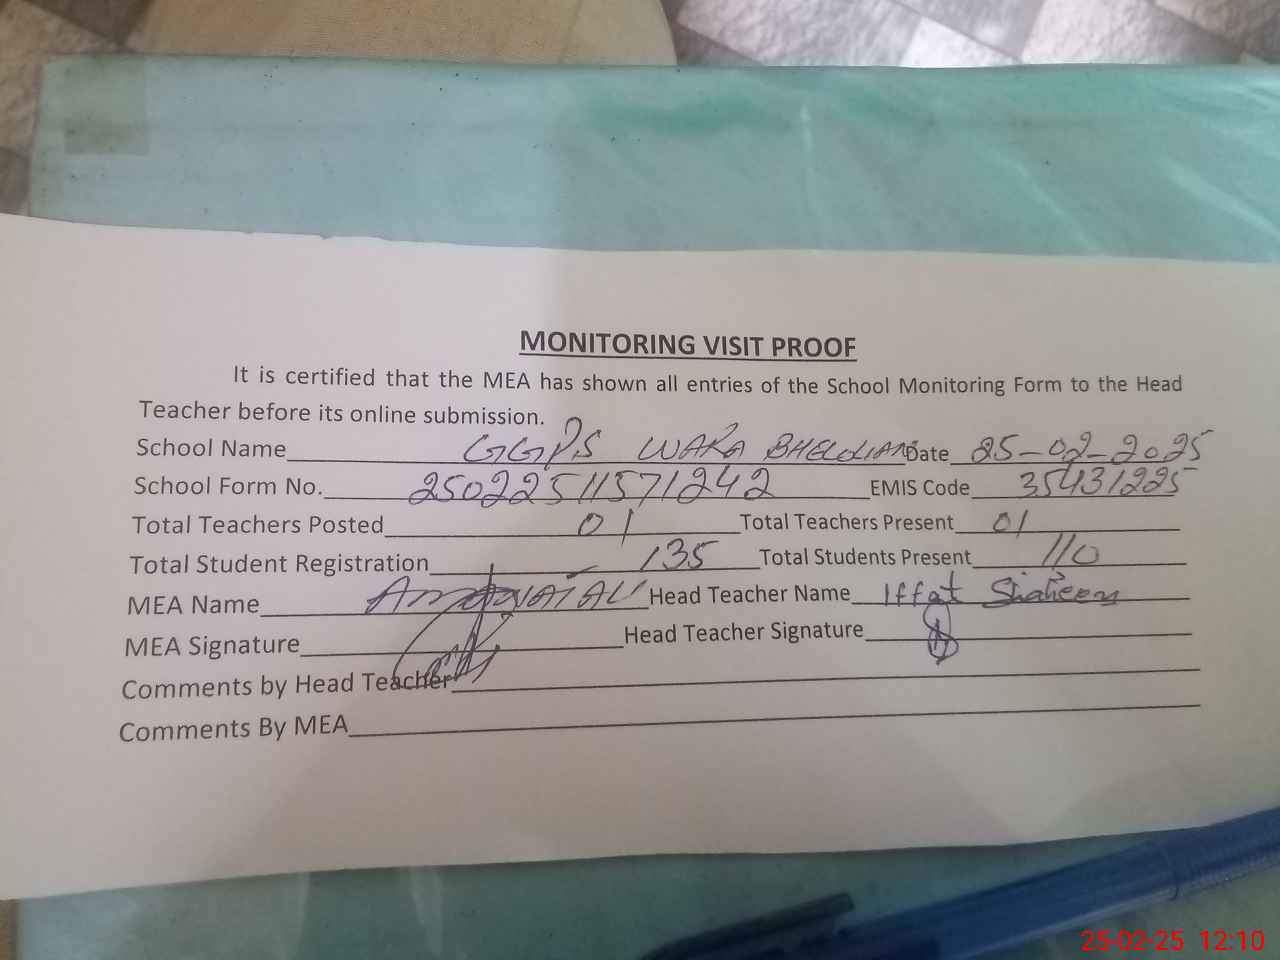 MONITORING VISIT PROOF
It is certified that the MEA has shown all entries of the School Monitoring Form to the Head
Teacher before its online submission.
School Name GGPS WARA BHELOLIAN Date 25-02-2025
School Form No. 25022511571242 EMIS Code 35431225
Total Teachers Posted 01 Total Teachers Present 01
Total Student Registration 135 Total Students Present 110
MEA Name ALI Head Teacher Name Iffat Shaheen
MEA Signature Head Teacher Signature
Comments by Head Teacher
Comments By MEA
25-02-25 12:10